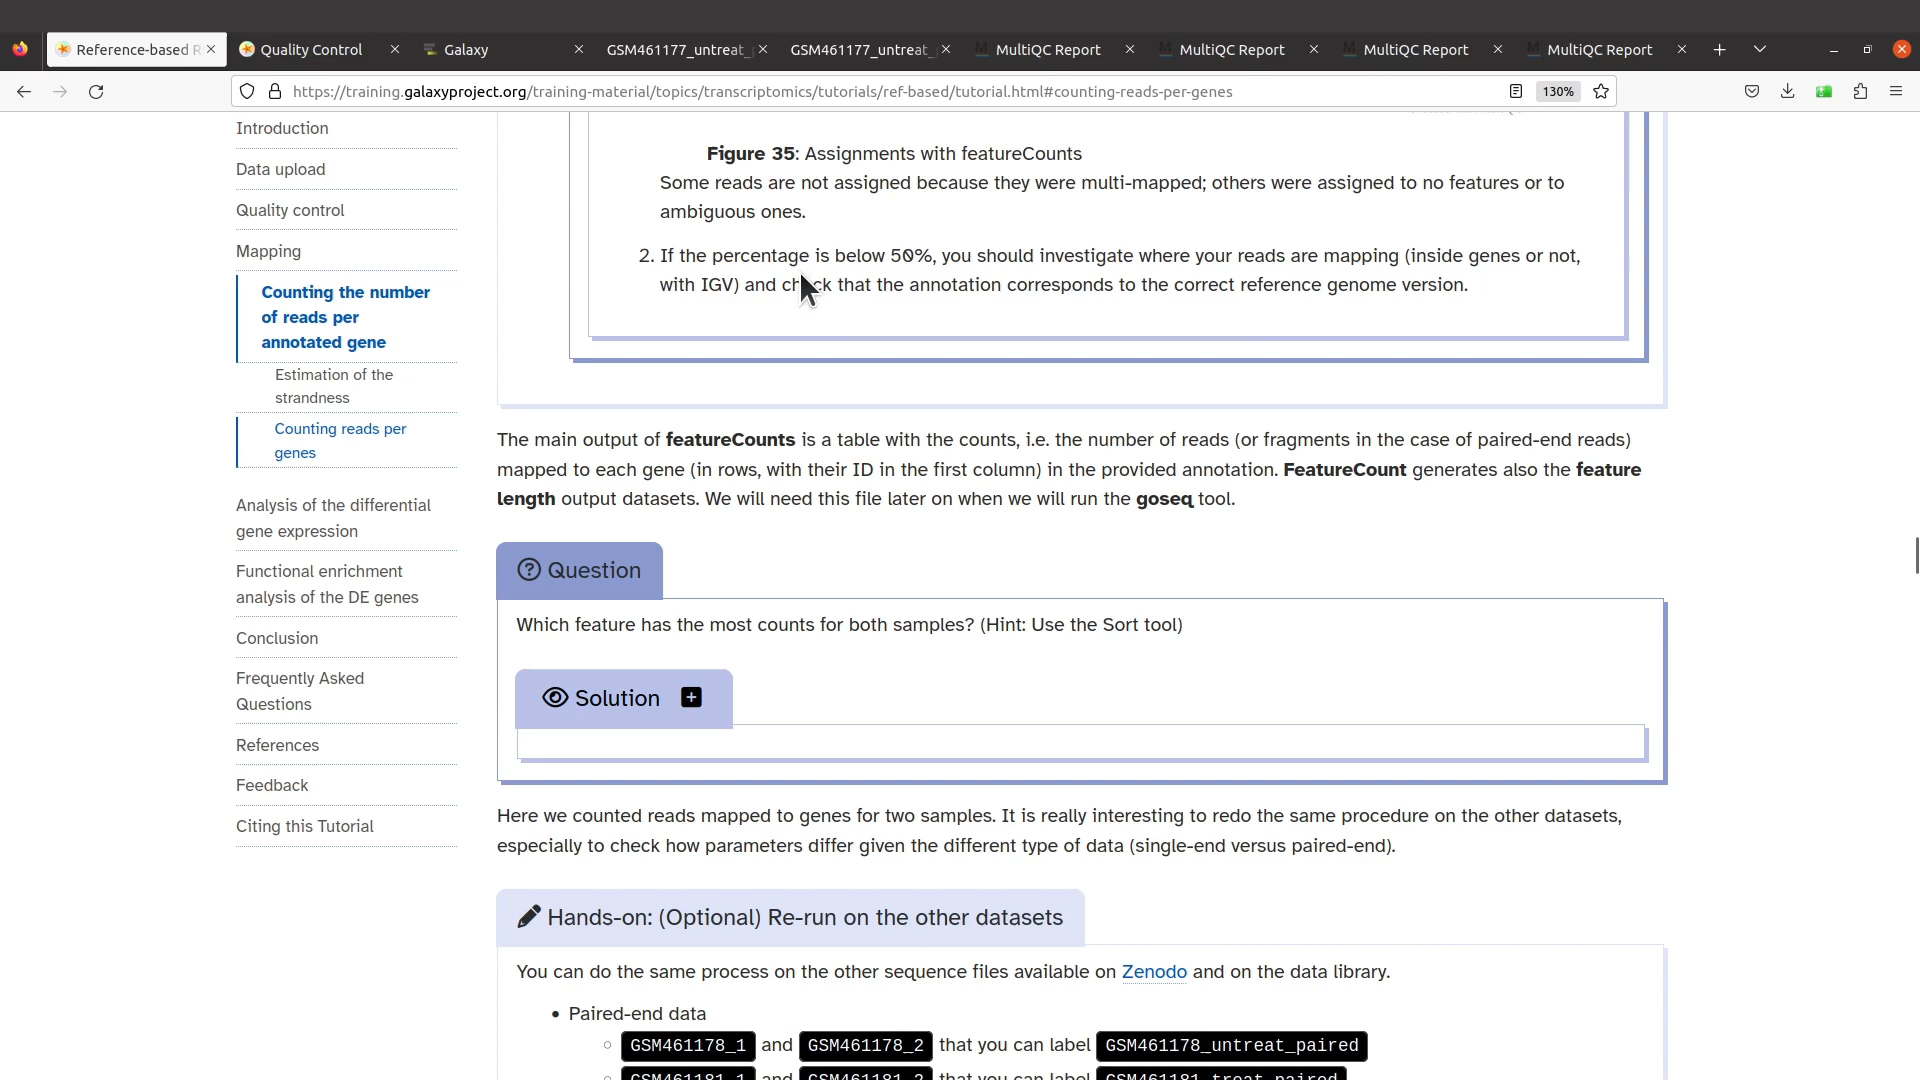 Reference-based R
Quality Control
Galaxy
GSM461177_untreat_
GSM461177_untreat_
MultiQC Report
MultiQC Report
MultiQC Report
MultiQC Report
https://training.galaxyproject.org/training-material/topics/transcriptomics/tutorials/ref-based/tutorial.html#counting-reads-per-genes
130%
Introduction
Data upload
Quality control
Mapping
Counting the number
of reads per
annotated gene
Estimation of the
strandness
Counting reads per
genes
Analysis of the differential
gene expression
Functional enrichment
analysis of the DE genes
Conclusion
Frequently Asked
Questions
References
Feedback
Citing this Tutorial
Figure 35: Assignments with featureCounts
Some reads are not assigned because they were multi-mapped; others were assigned to no features or to
ambiguous ones.
2. If the percentage is below 50%, you should investigate where your reads are mapping (inside genes or not,
with IGV) and check that the annotation corresponds to the correct reference genome version.
The main output of featureCounts is a table with the counts, i.e. the number of reads (or fragments in the case of paired-end reads)
mapped to each gene (in rows, with their ID in the first column) in the provided annotation. FeatureCount generates also the feature
length output datasets. We will need this file later on when we will run the goseq tool.
Question
Which feature has the most counts for both samples? (Hint: Use the Sort tool)
Solution
Here we counted reads mapped to genes for two samples. It is really interesting to redo the same procedure on the other datasets,
especially to check how parameters differ given the different type of data (single-end versus paired-end).
Hands-on: (Optional) Re-run on the other datasets
You can do the same process on the other sequence files available on Zenodo and on the data library.
• Paired-end data
○ GSM461178_1 and GSM461178_2 that you can label GSM461178_untreat_paired
○ GSM461181_1 and GSM461181_2 that you can label GSM461181_treat_paired